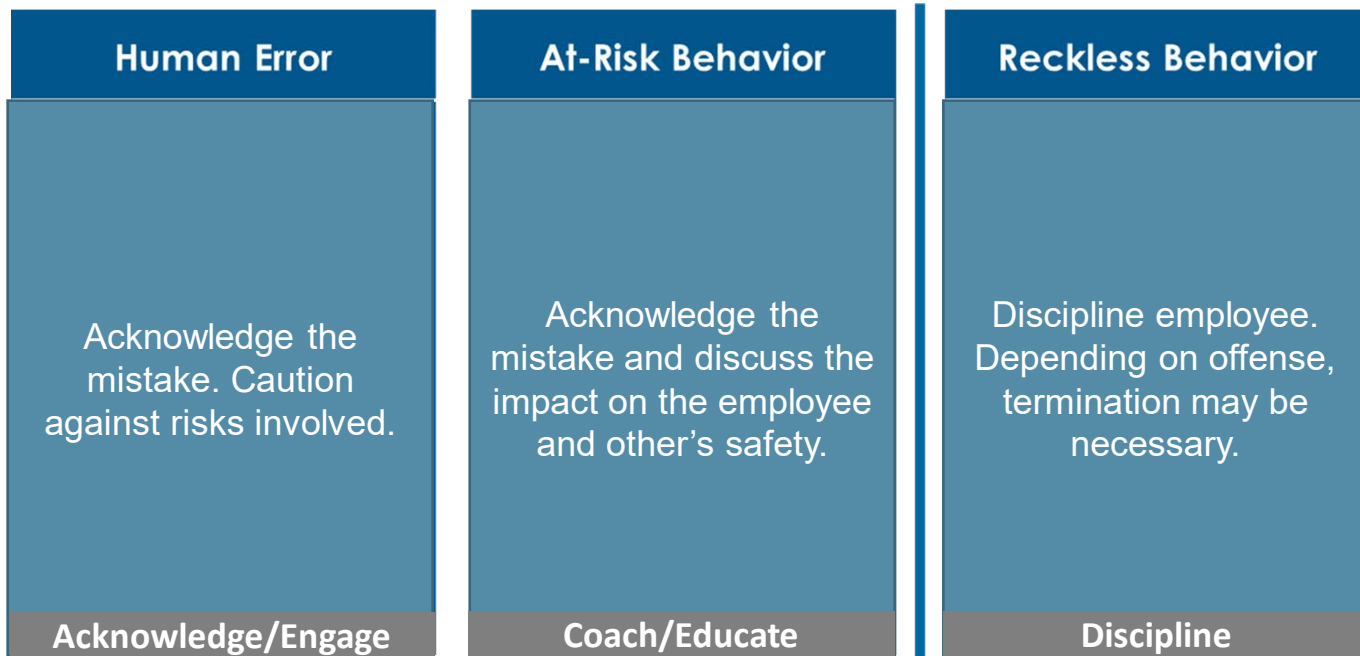 Human Error
Acknowledge the
mistake. Caution
against risks involved.
Acknowledge/Engage
At-Risk Behavior
Acknowledge the
mistake and discuss the
impact on the employee
and other’s safety.
Coach/Educate
Reckless Behavior
Discipline employee.
Depending on offense,
termination may be
necessary.
Discipline